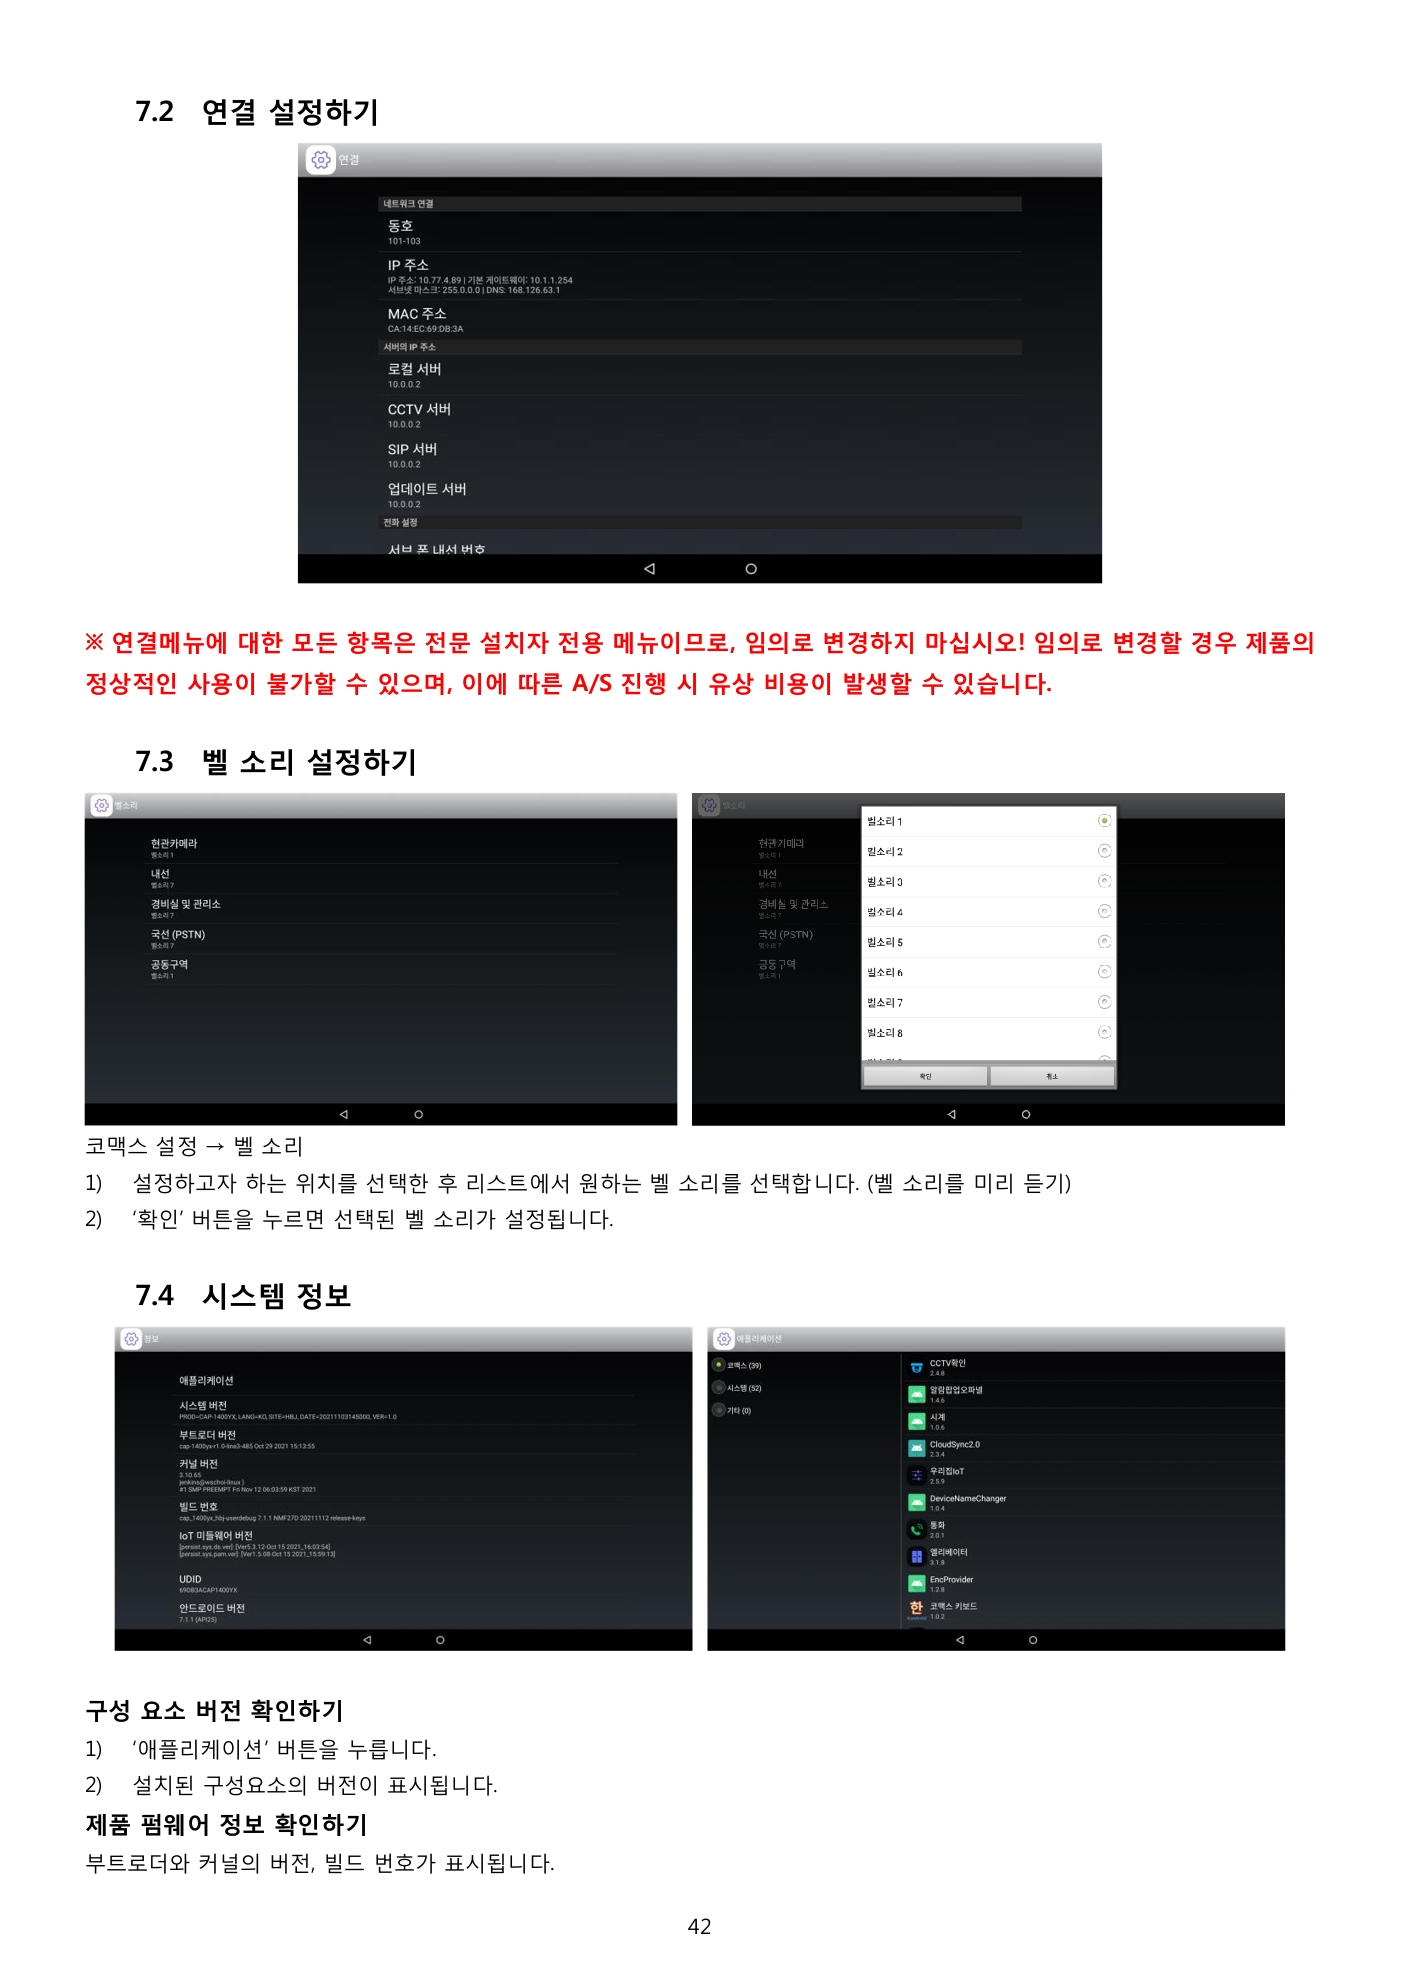 7.2 연결 설정하기
연결
네트워크 연결
동호
101-103
IP 주소
IP 주소: 10.77.4.89 | 기본 게이트웨이: 10.1.1.254
서브넷 마스크: 255.0.0.0 | DNS: 168.126.63.1
MAC 주소
CA:14:EC:69:DB:3A
서버의 IP 주소
로컬 서버
10.0.0.2
CCTV 서버
10.0.0.2
SIP 서버
10.0.0.2
업데이트 서버
10.0.0.2
전화 설정
서브 폰 내선 번호
※ 연결메뉴에 대한 모든 항목은 전문 설치자 전용 메뉴이므로, 임의로 변경하지 마십시오! 임의로 변경할 경우 제품의
정상적인 사용이 불가할 수 있으며, 이에 따른 A/S 진행 시 유상 비용이 발생할 수 있습니다.
7.3 벨 소리 설정하기
벨소리
현관카메라
벨소리 1
내선
벨소리 7
경비실 및 관리소
벨소리 7
국선 (PSTN)
벨소리 7
공동구역
벨소리 1
벨소리
현관카메라
벨소리 1
내선
벨소리 7
경비실 및 관리소
벨소리 7
국선 (PSTN)
벨소리 7
공동구역
벨소리 1
벨소리 1
벨소리 2
벨소리 3
벨소리 4
벨소리 5
벨소리 6
벨소리 7
벨소리 8
확인 취소
코맥스 설정 → 벨 소리
1) 설정하고자 하는 위치를 선택한 후 리스트에서 원하는 벨 소리를 선택합니다. (벨 소리를 미리 듣기)
2) ‘확인’ 버튼을 누르면 선택된 벨 소리가 설정됩니다.
7.4 시스템 정보
정보
애플리케이션
시스템 버전
PROD=CAP-1400YX, LANG=KO, SITE=HBJ, DATE=20211103145000, VER=1.0
부트로더 버전
cap-1400yx-r1.0-line3-485 Oct 29 2021 15:13:55
커널 버전
3.10.65
jenkins@wschoi-linux )
#1 SMP PREEMPT Fri Nov 12 06:03:59 KST 2021
빌드 번호
cap_1400yx_hbj-userdebug 7.1.1 NMF27D 20211112 release-keys
IoT 미들웨어 버전
[persist.sys.ds.ver]: [Ver5.3.12-Oct 15 2021_16:03:54]
[persist.sys.pam.ver]: [Ver1.5.08-Oct 15 2021_15:59:13]
UDID
69DB3ACAP1400YX
안드로이드 버전
7.1.1 (API25)
애플리케이션
코맥스 (39)
시스템 (52)
기타 (0)
CCTV확인
2.4.8
알림팝업오파넬
1.4.6
시계
1.0.6
CloudSync2.0
2.3.4
우리집IoT
2.5.9
DeviceNameChanger
1.0.4
통화
2.0.1
엘리베이터
3.1.8
EncProvider
1.2.8
한
코맥스 키보드
1.0.2
구성 요소 버전 확인하기
1) ‘애플리케이션’ 버튼을 누릅니다.
2) 설치된 구성요소의 버전이 표시됩니다.
제품 펌웨어 정보 확인하기
부트로더와 커널의 버전, 빌드 번호가 표시됩니다.
42